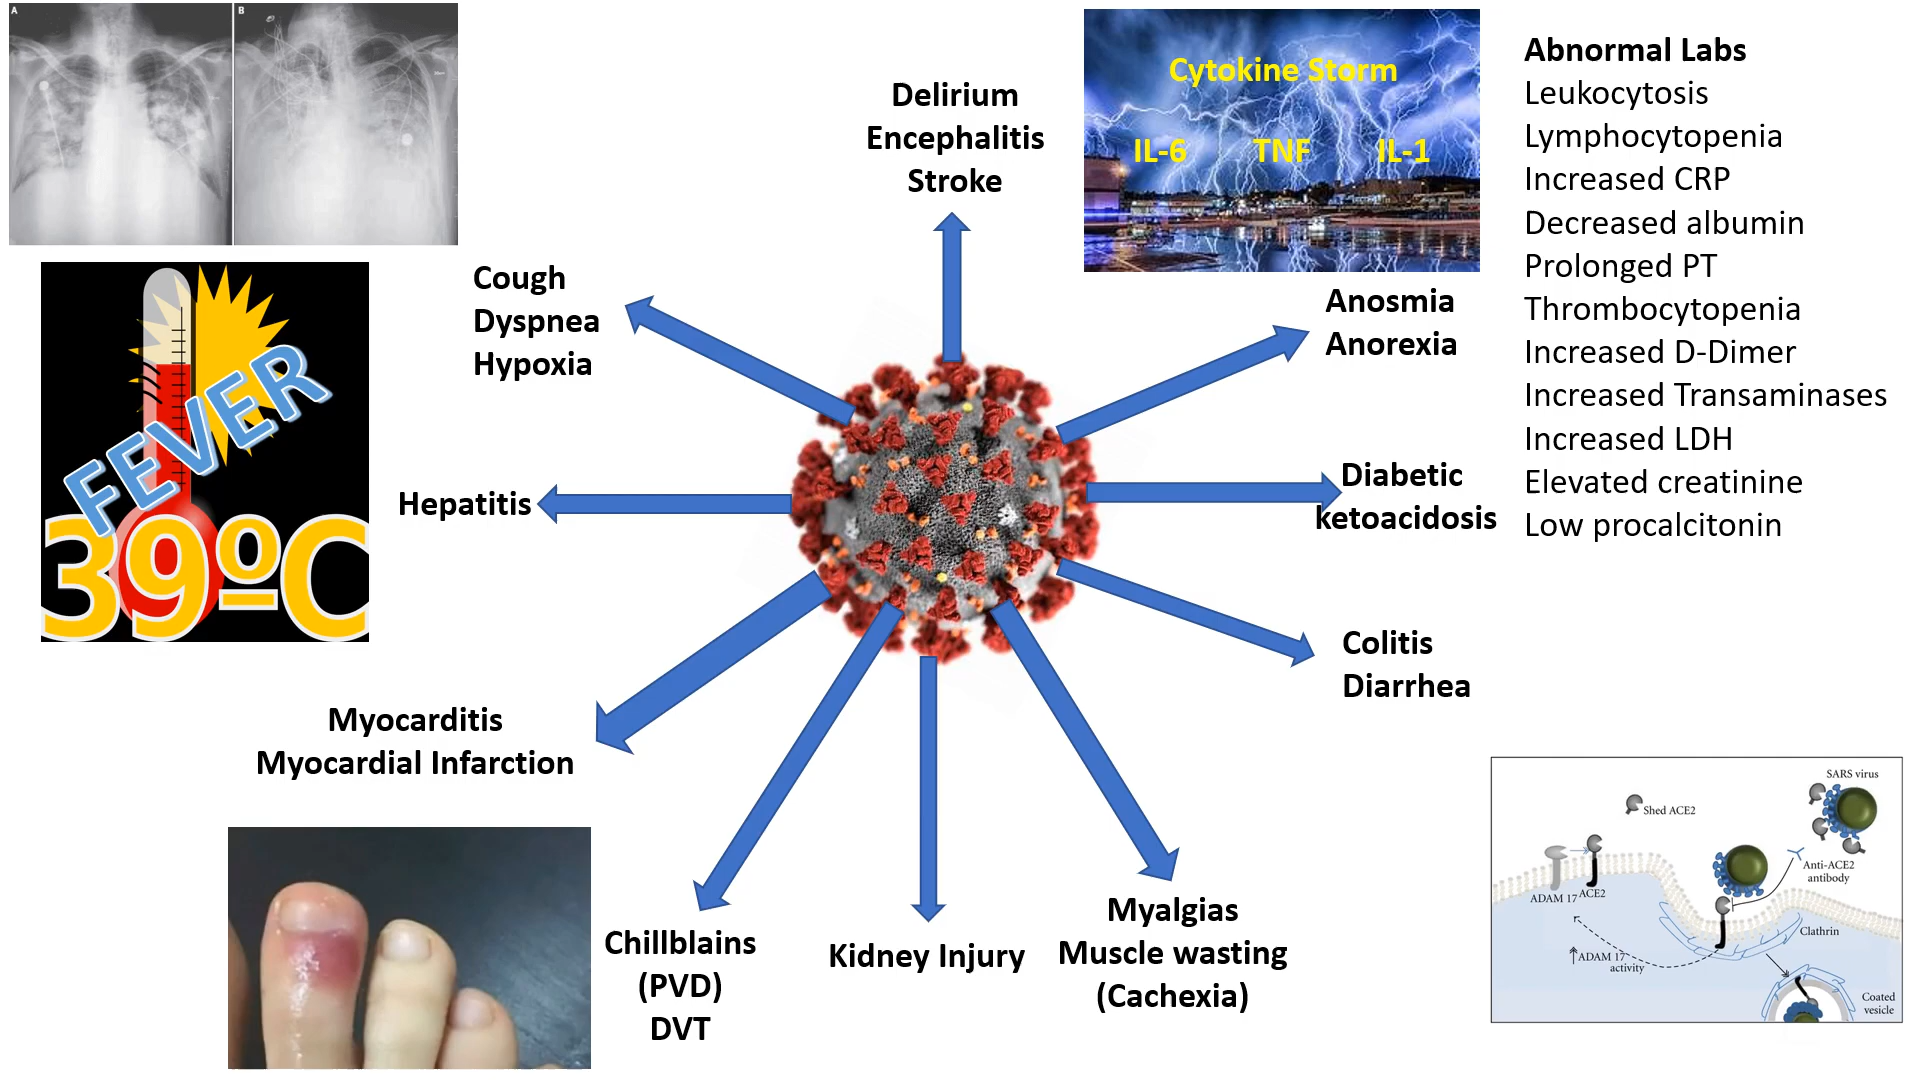 A
B
Delirium
Encephalitis
Stroke
Cytokine Storm
IL-6 TNF IL-1
Abnormal Labs
Leukocytosis
Lymphocytopenia
Increased CRP
Decreased albumin
Prolonged PT
Thrombocytopenia
Increased D-Dimer
Increased Transaminases
Increased LDH
Elevated creatinine
Low procalcitonin
FEVER
39ºC
Cough
Dyspnea
Hypoxia
Anosmia
Anorexia
Hepatitis
Diabetic
ketoacidosis
Colitis
Diarrhea
Myocarditis
Myocardial Infarction
Chillblains
(PVD)
DVT
Kidney Injury
Myalgias
Muscle wasting
(Cachexia)
SARS virus
Shed ACE2
Anti-ACE2
antibody
ADAM 17
ACE2
Clathrin
ADAM 17
activity
Coated
vesicle